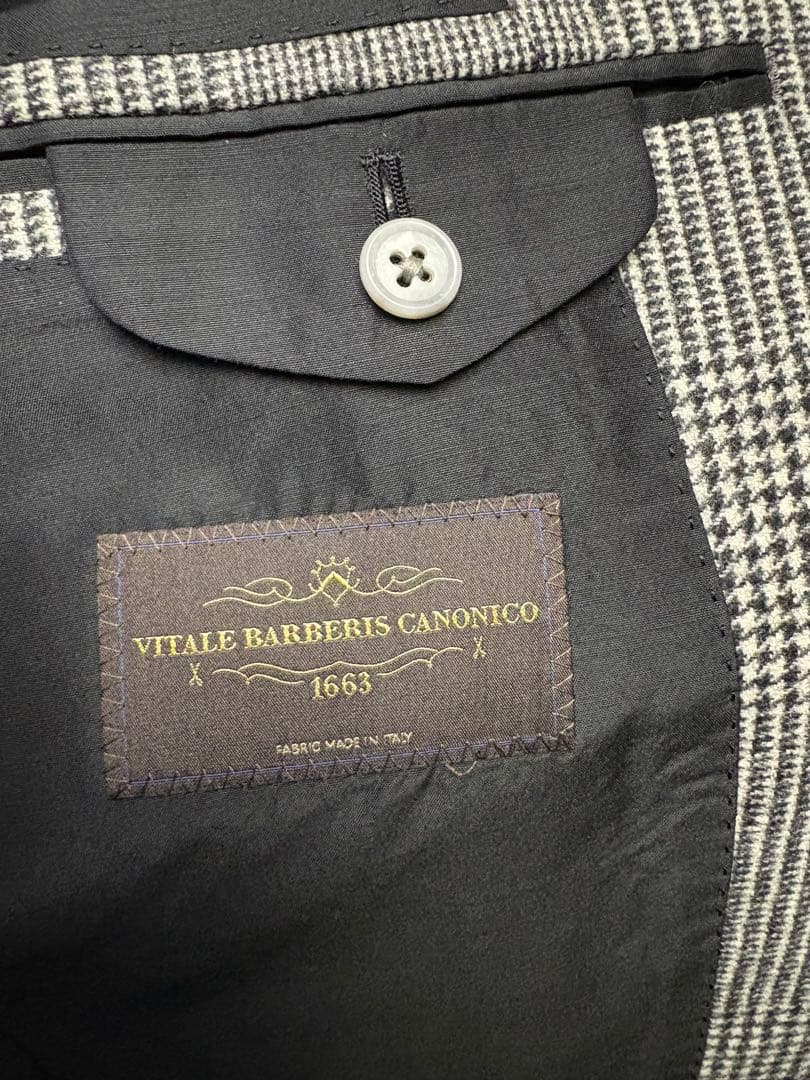 VITALE BARBERIS CANONICO
1663
FABRIC MADE IN ITALY